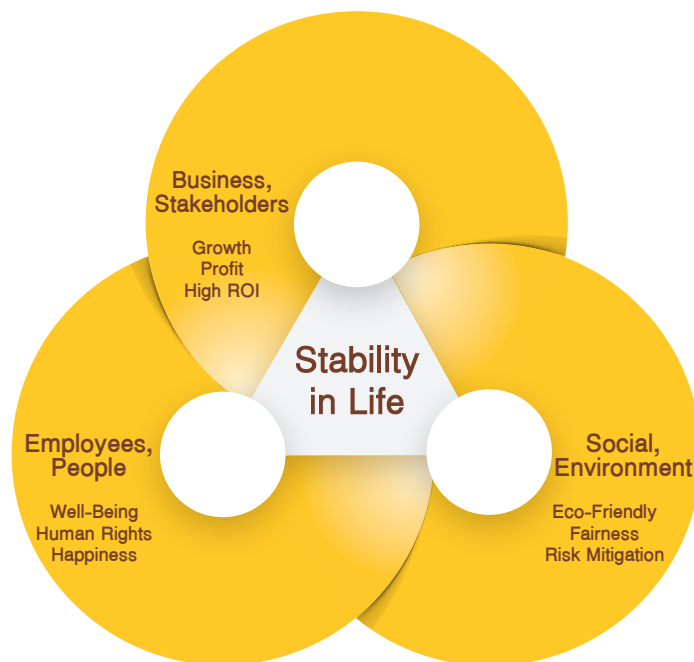 Business,
Stakeholders
Growth
Profit
High ROI
Stability
in Life
Employees,
People
Well-Being
Human Rights
Happiness
Social,
Environment
Eco-Friendly
Fairness
Risk Mitigation